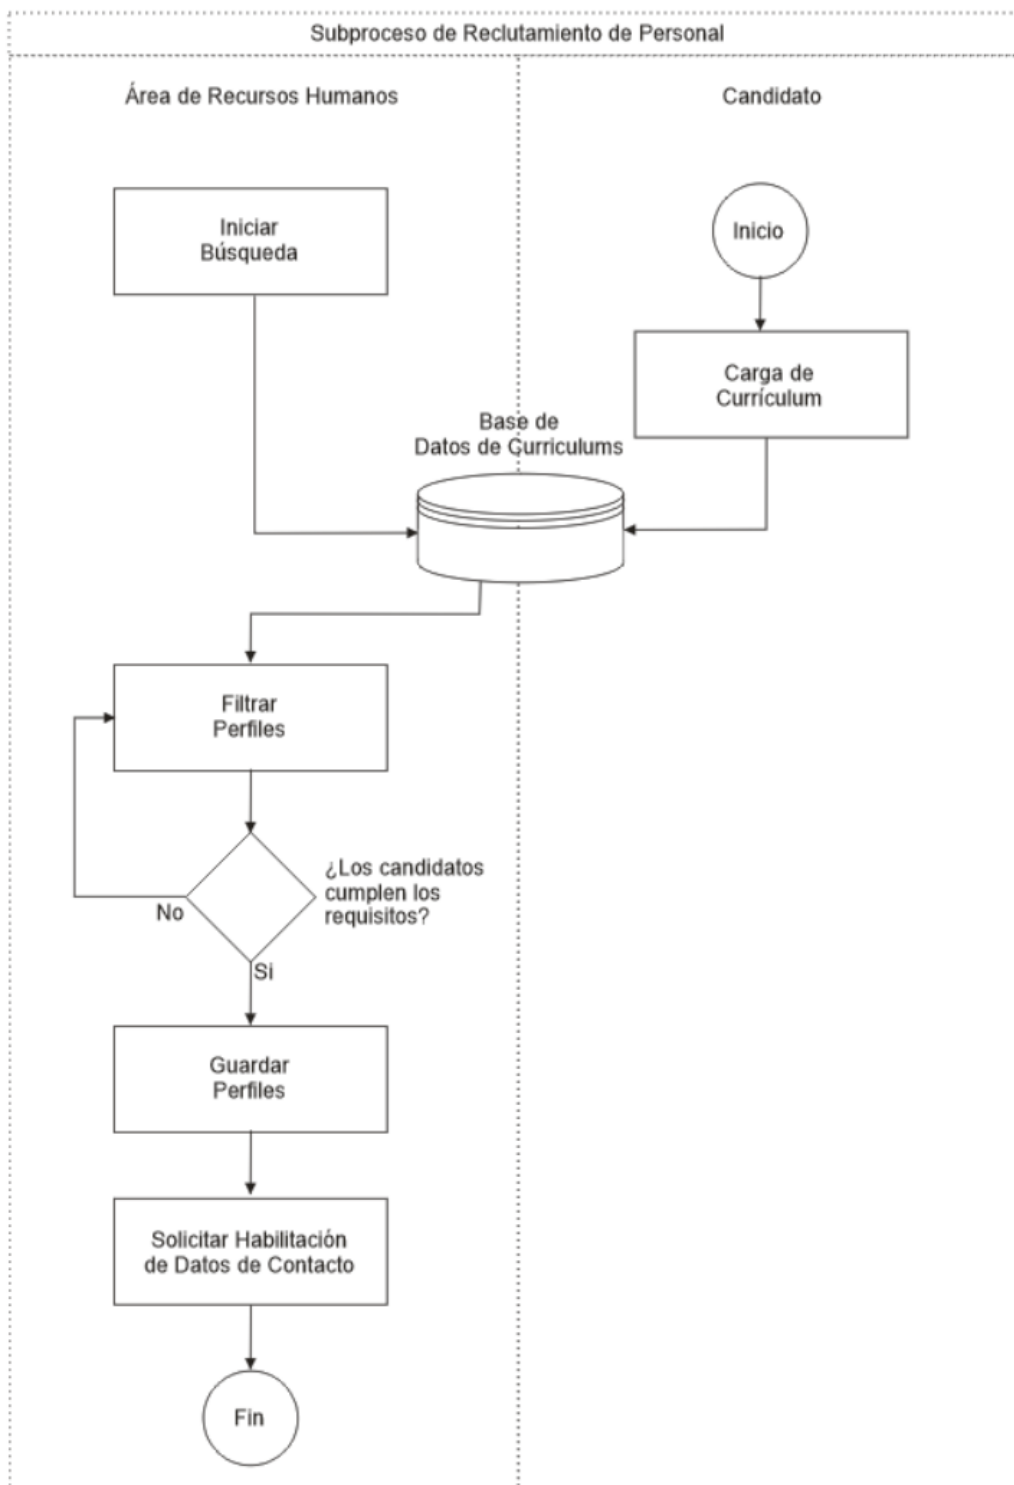 Subproceso de Reclutamiento de Personal
Área de Recursos Humanos
Candidato
Iniciar
Búsqueda
Inicio
Carga de
Currículum
Base de
Datos de Curriculums
Filtrar
Perfiles
¿Los candidatos
cumplen los
requisitos?
No
Si
Guardar
Perfiles
Solicitar Habilitación
de Datos de Contacto
Fin